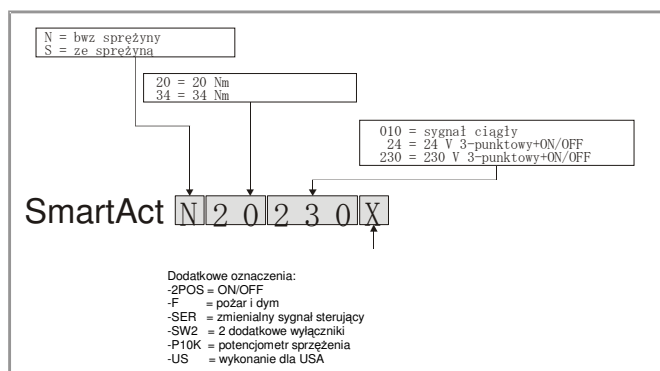 N = bwz sprężyny
S = ze sprężyną
20 = 20 Nm
34 = 34 Nm
010 = sygnał ciągły
24 = 24 V 3-punktowy+ON/OFF
230 = 230 V 3-punktowy+ON/OFF
SmartAct N 2 0 2 3 0 X
Dodatkowe oznaczenia:
-2POS = ON/OFF
-F = pożar i dym
-SER = zmienialny sygnał sterujący
-SW2 = 2 dodatkowe wyłączniki
-P10K = potencjometr sprzężenia
-US = wykonanie dla USA